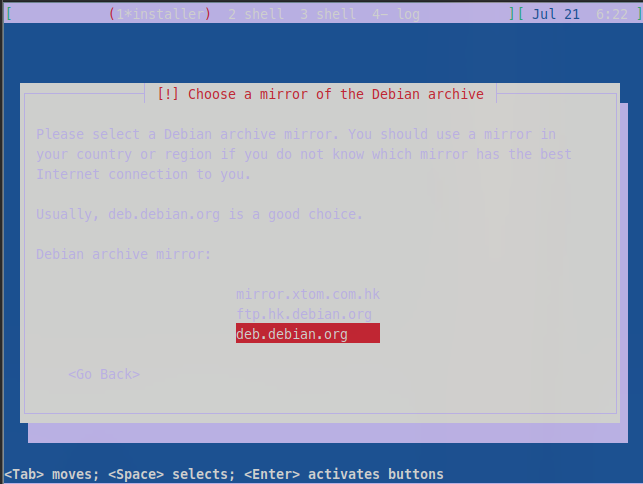 [ (1*installer) 2 shell 3 shell 4- log ][ Jul 21 6:22 ]
[!] Choose a mirror of the Debian archive
Please select a Debian archive mirror. You should use a mirror in
your country or region if you do not know which mirror has the best
Internet connection to you.
Usually, deb.debian.org is a good choice.
Debian archive mirror:
mirror.xtom.com.hk
ftp.hk.debian.org
deb.debian.org
<Go Back>
<Tab> moves; <Space> selects; <Enter> activates buttons